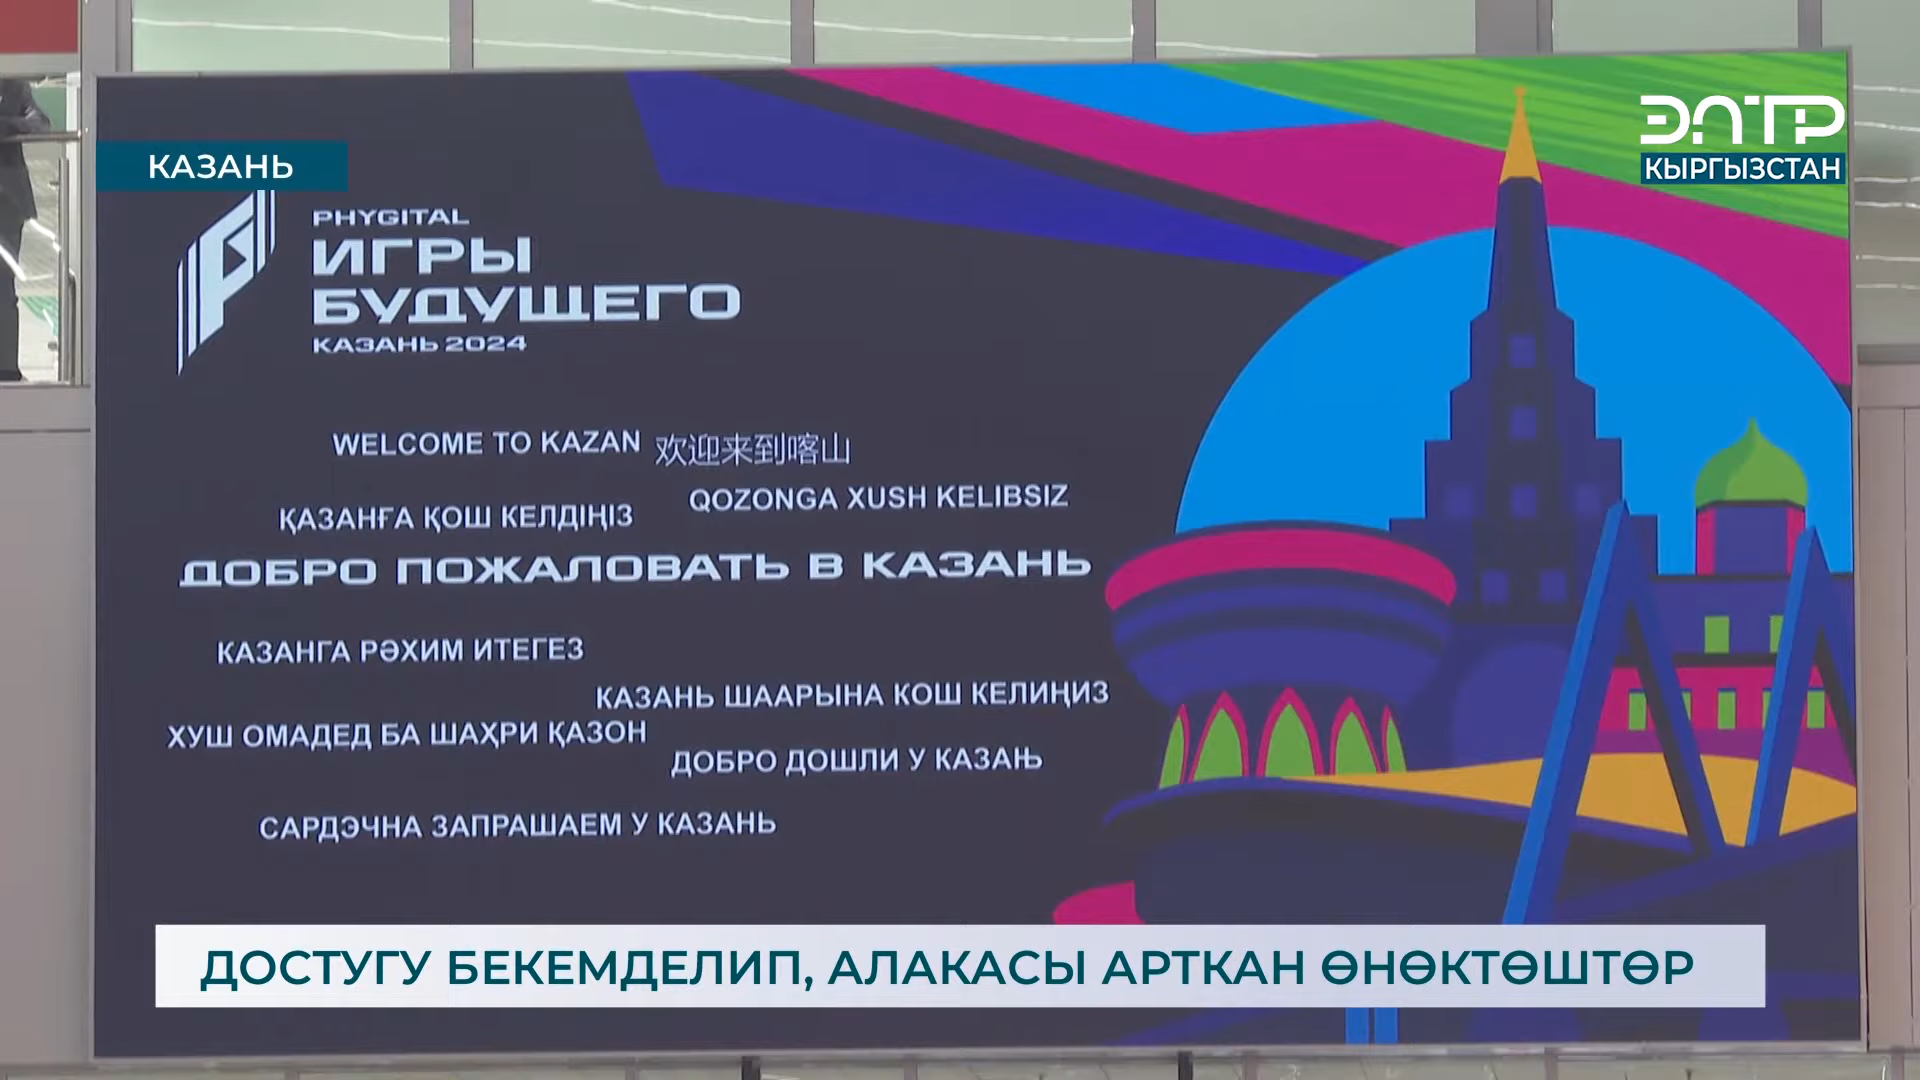 ЭЛТР
КЫРГЫЗСТАН
КАЗАНЬ
PHYGITAL
ИГРЫ
БУДУЩЕГО
КАЗАНЬ 2024
WELCOME TO KAZAN 欢迎来到喀山
ҚАЗАНҒА ҚОШ КЕЛДІҢІЗ QOZONGA XUSH KELIBSIZ
ДОБРО ПОЖАЛОВАТЬ В КАЗАНЬ
КАЗАНГА РӘХИМ ИТЕГЕЗ
КАЗАНЬ ШААРЫНА КОШ КЕЛИҢИЗ
ХУШ ОМАДЕД БА ШАҲРИ ҚАЗОН
ДОБРО ДОШЛИ У КАЗАЊ
САРДЭЧНА ЗАПРАШАЕМ У КАЗАНЬ
ДОСТУГУ БЕКЕМДЕЛИП, АЛАКАСЫ АРТКАН ӨНӨКТӨШТӨР